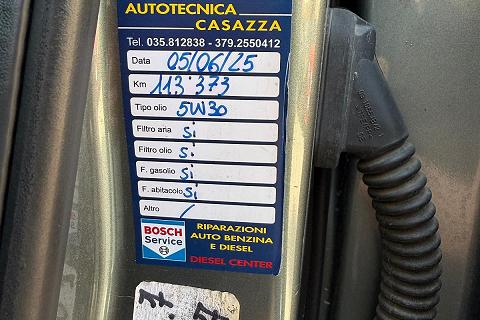 AUTOTECNICA
CASAZZA
Tel. 035.812838 - 379.2550412
Data 05/06/25
Km 113.373
Tipo olio 5W30
Filtro aria Si
Filtro olio Si
F. gasolio Si
F. abitacolo Si
Altro /
BOSCH
Service
RIPARAZIONI
AUTO BENZINA
E DIESEL
DIESEL CENTER